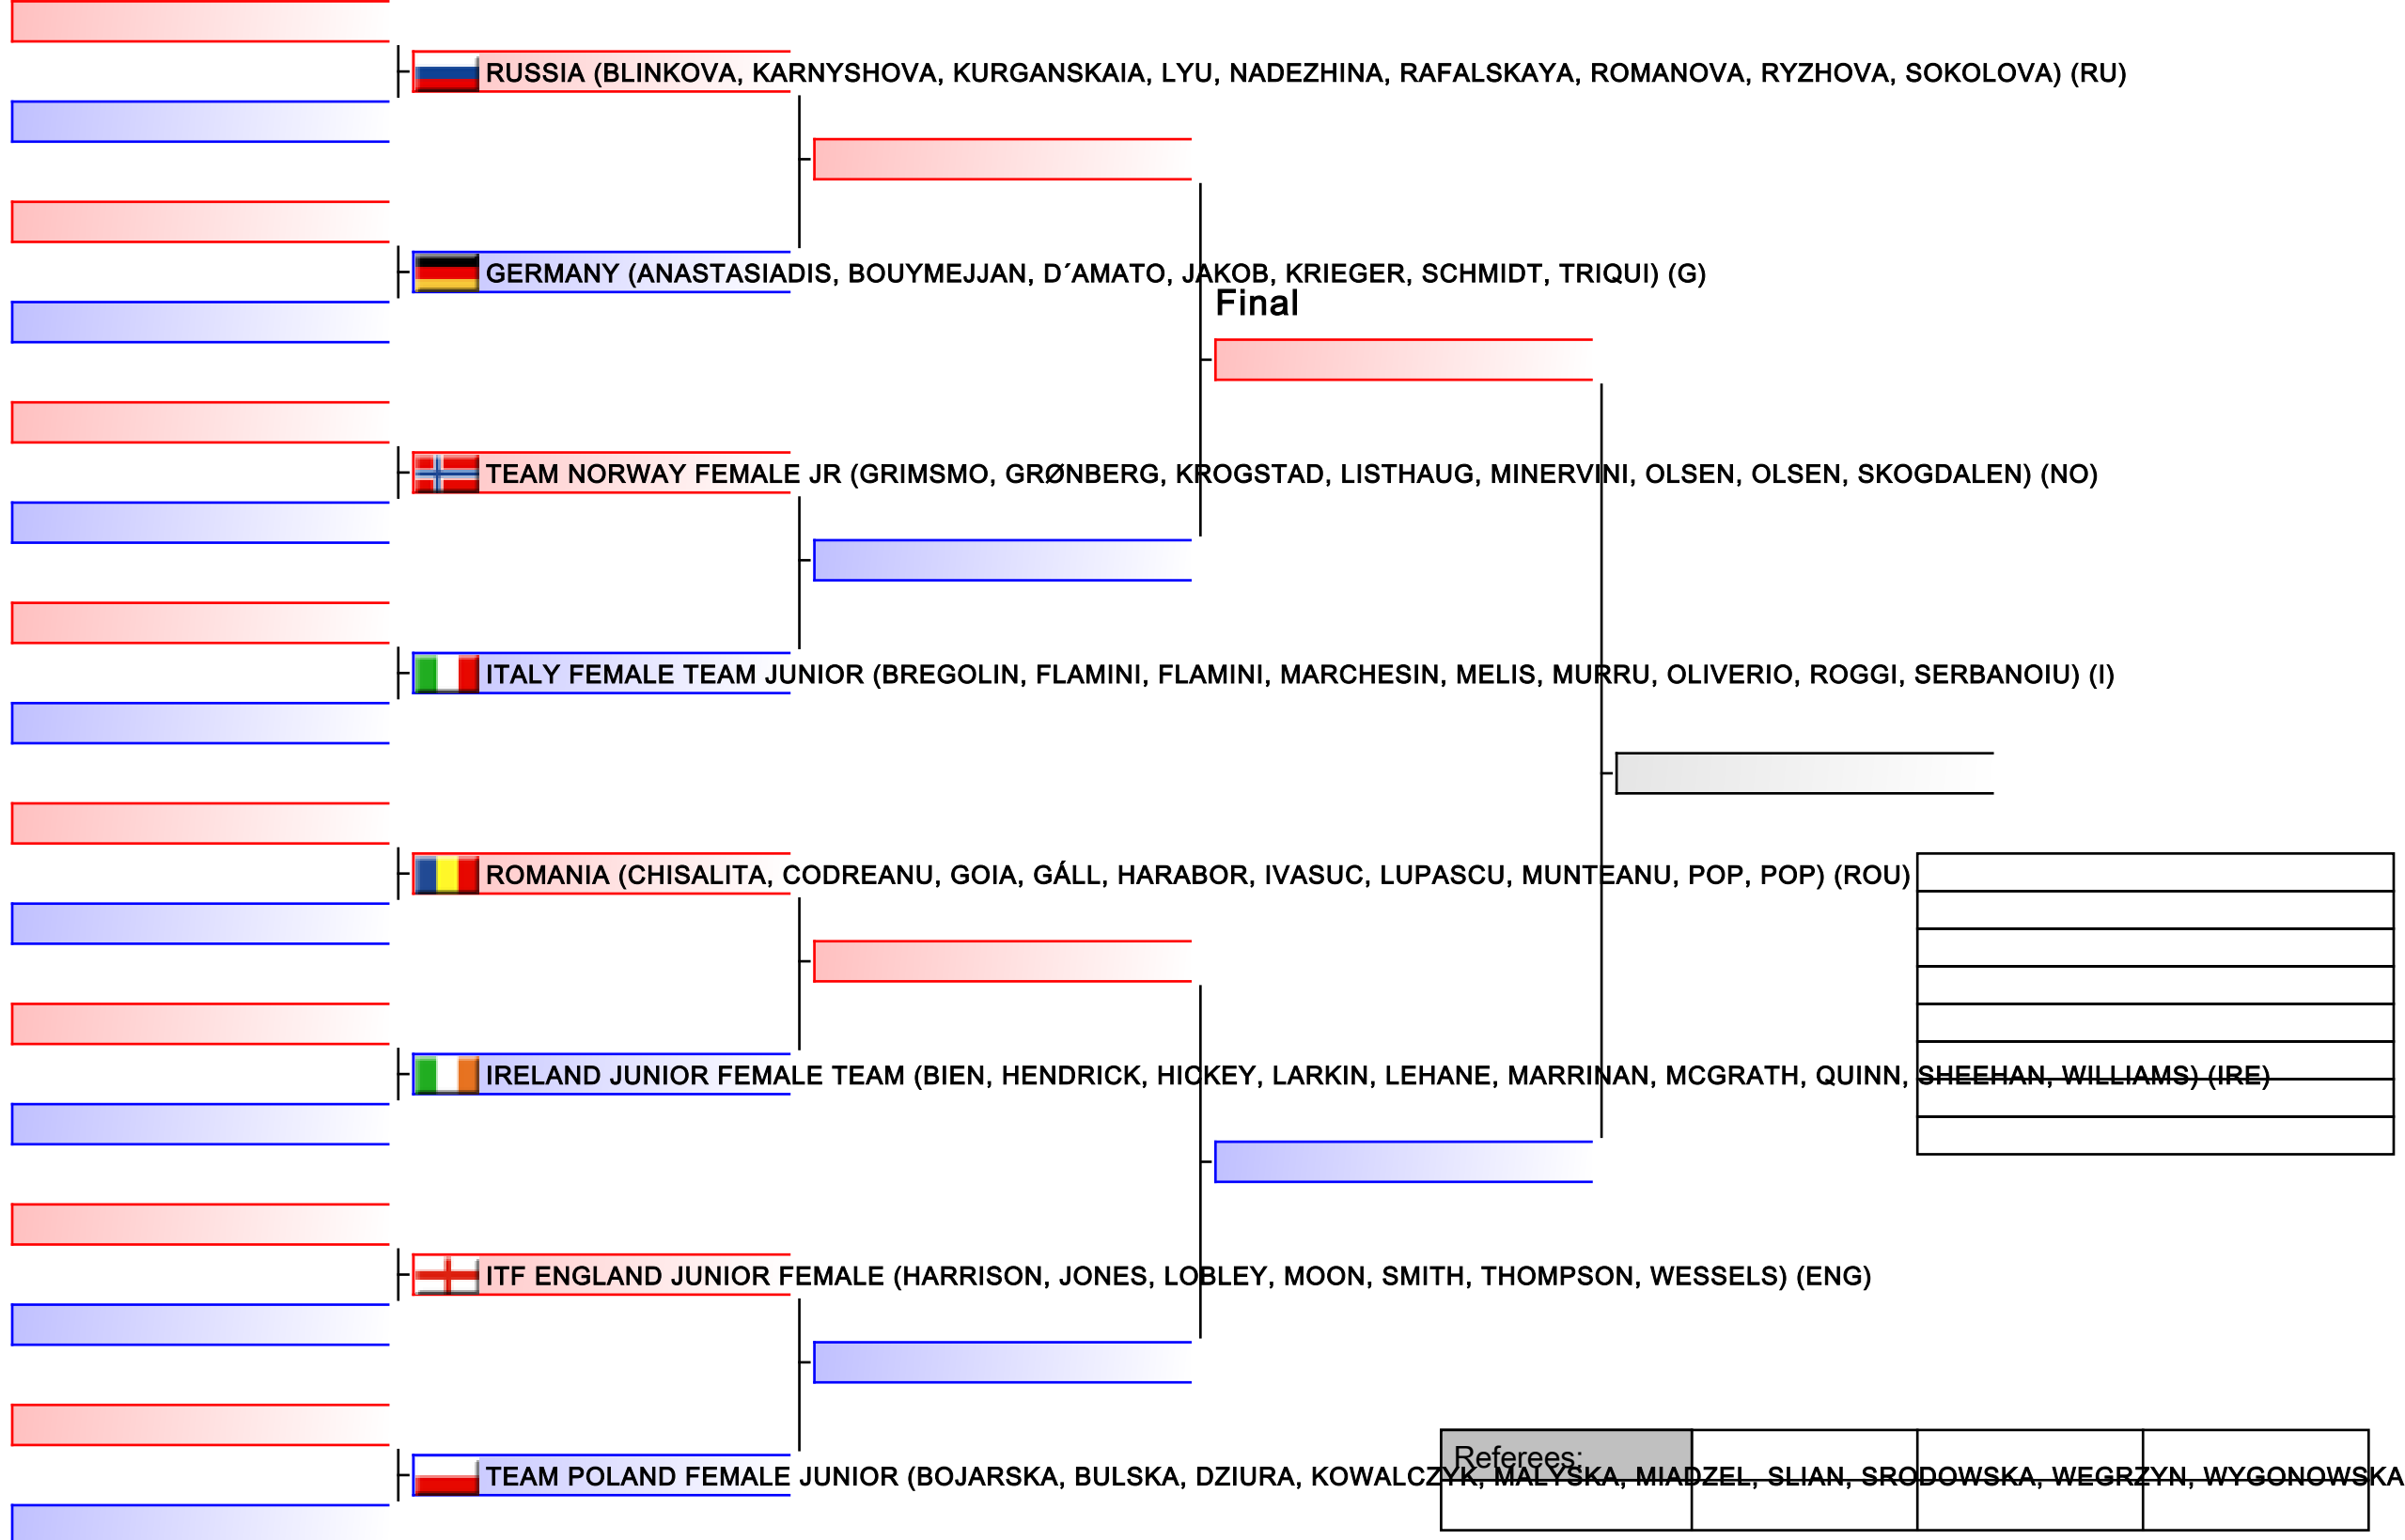 RUSSIA (BLINKOVA, KARNYSHOVA, KURGANSKAIA, LYU, NADEZHINA, RAFALSKAYA, ROMANOVA, RYZHOVA, SOKOLOVA) (RU)
GERMANY (ANASTASIADIS, BOUYMEJJAN, D´AMATO, JAKOB, KRIEGER, SCHMIDT, TRIQUI) (G)
Final
TEAM NORWAY FEMALE JR (GRIMSMO, GRØNBERG, KROGSTAD, LISTHAUG, MINERVINI, OLSEN, OLSEN, SKOGDALEN) (NO)
ITALY FEMALE TEAM JUNIOR (BREGOLIN, FLAMINI, FLAMINI, MARCHESIN, MELIS, MURRU, OLIVERIO, ROGGI, SERBANOIU) (I)
ROMANIA (CHISALITA, CODREANU, GOIA, GÁLL, HARABOR, IVASUC, LUPASCU, MUNTEANU, POP, POP) (ROU)
IRELAND JUNIOR FEMALE TEAM (BIEN, HENDRICK, HICKEY, LARKIN, LEHANE, MARRINAN, MCGRATH, QUINN, SHEEHAN, WILLIAMS) (IRE)
ITF ENGLAND JUNIOR FEMALE (HARRISON, JONES, LOBLEY, MOON, SMITH, THOMPSON, WESSELS) (ENG)
Referees:
TEAM POLAND FEMALE JUNIOR (BOJARSKA, BULSKA, DZIURA, KOWALCZYK, MALYSKA, MIADZEL, SLIAN, SRODOWSKA, WEGRZYN, WYGONOWSKA